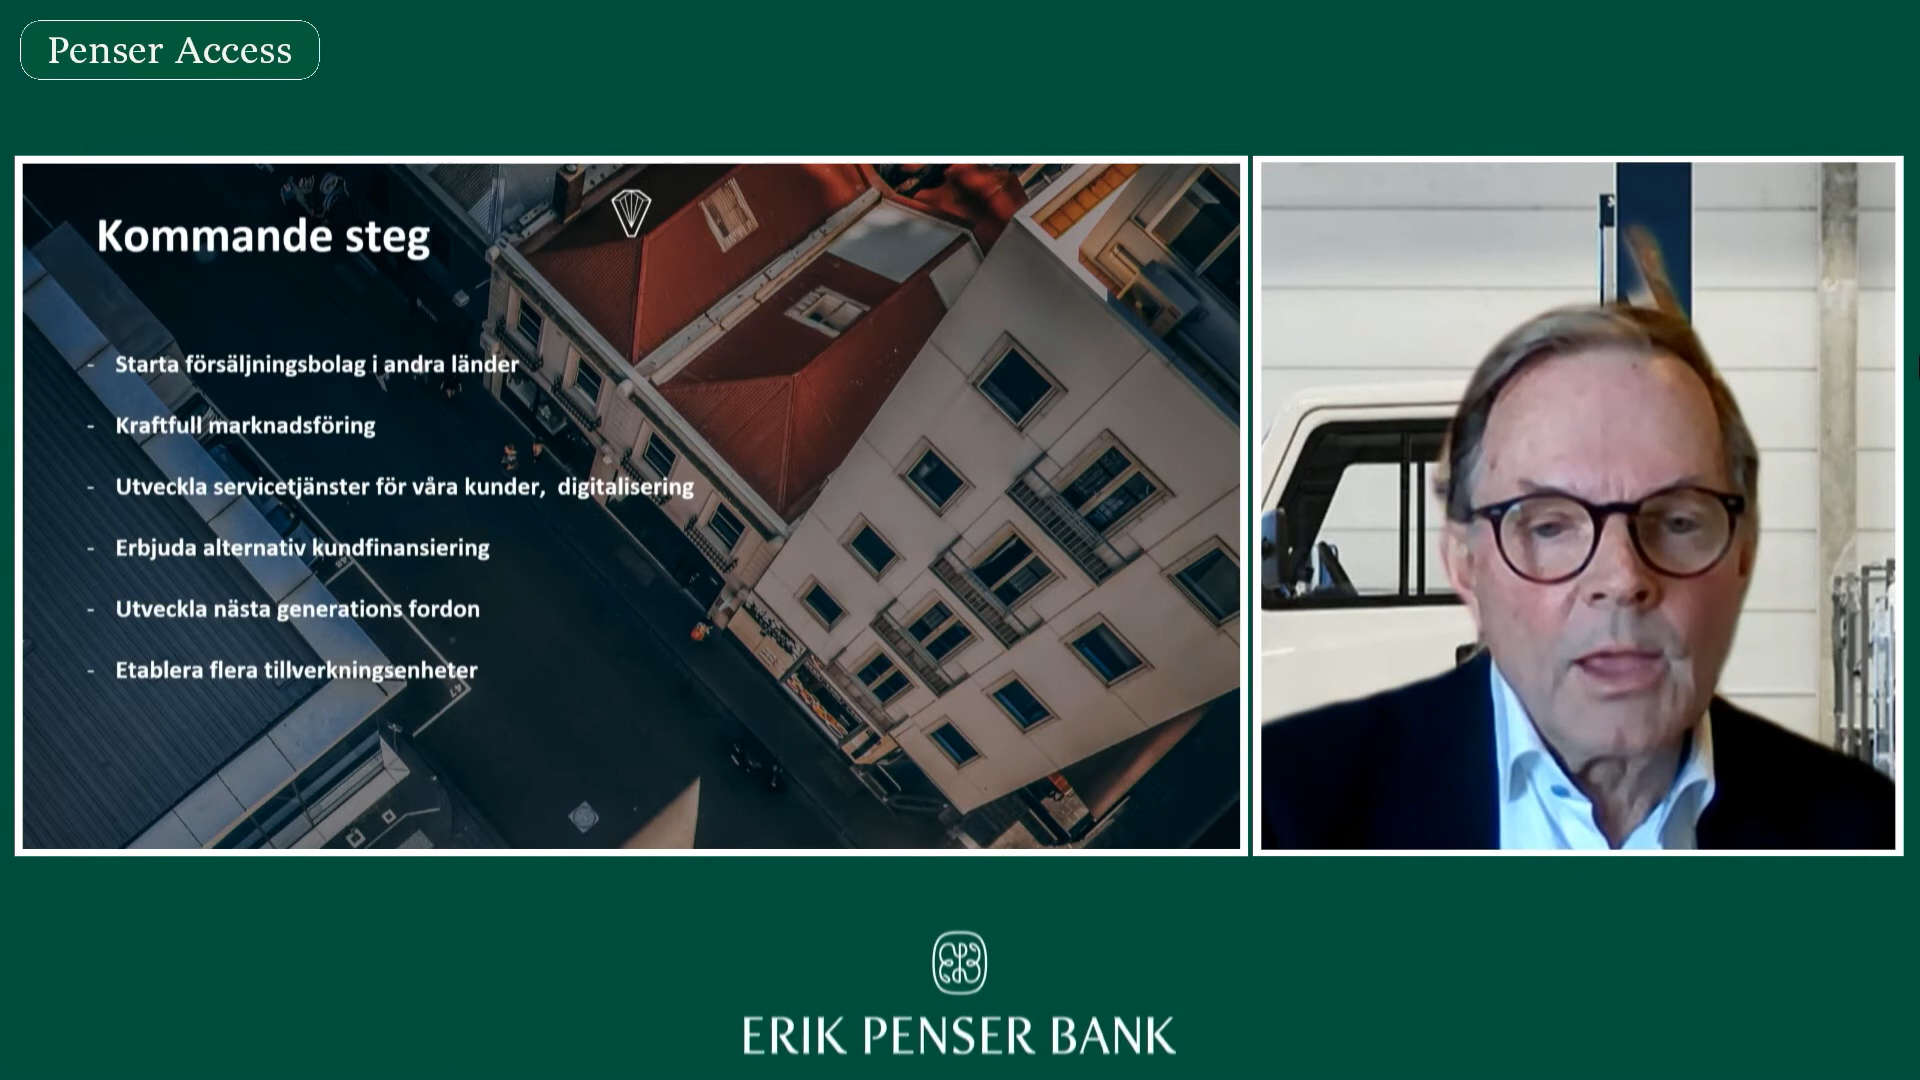 Penser Access
Kommande steg
- Starta försäljningsbolag i andra länder
- Kraftfull marknadsföring
- Utveckla servicetjänster för våra kunder, digitalisering
- Erbjuda alternativ kundfinansiering
- Utveckla nästa generations fordon
- Etablera flera tillverkningsenheter
ERIK PENSER BANK